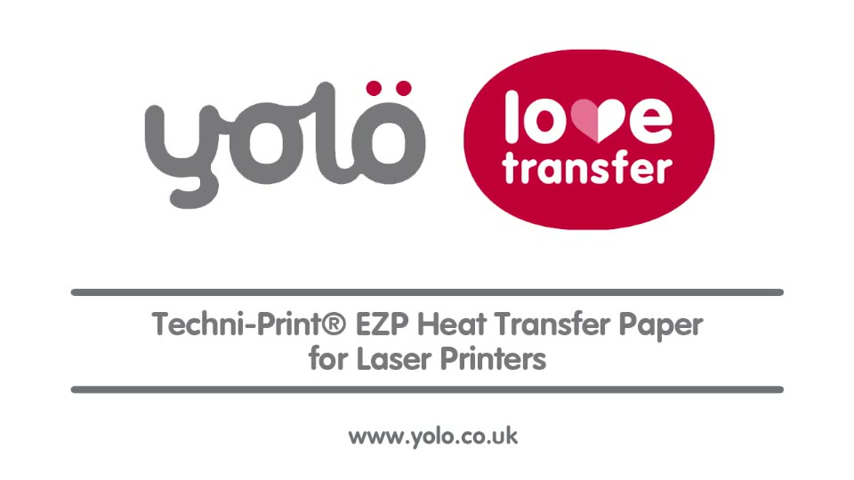 yolö
love
transfer
Techni-Print® EZP Heat Transfer Paper
for Laser Printers
www.yolo.co.uk